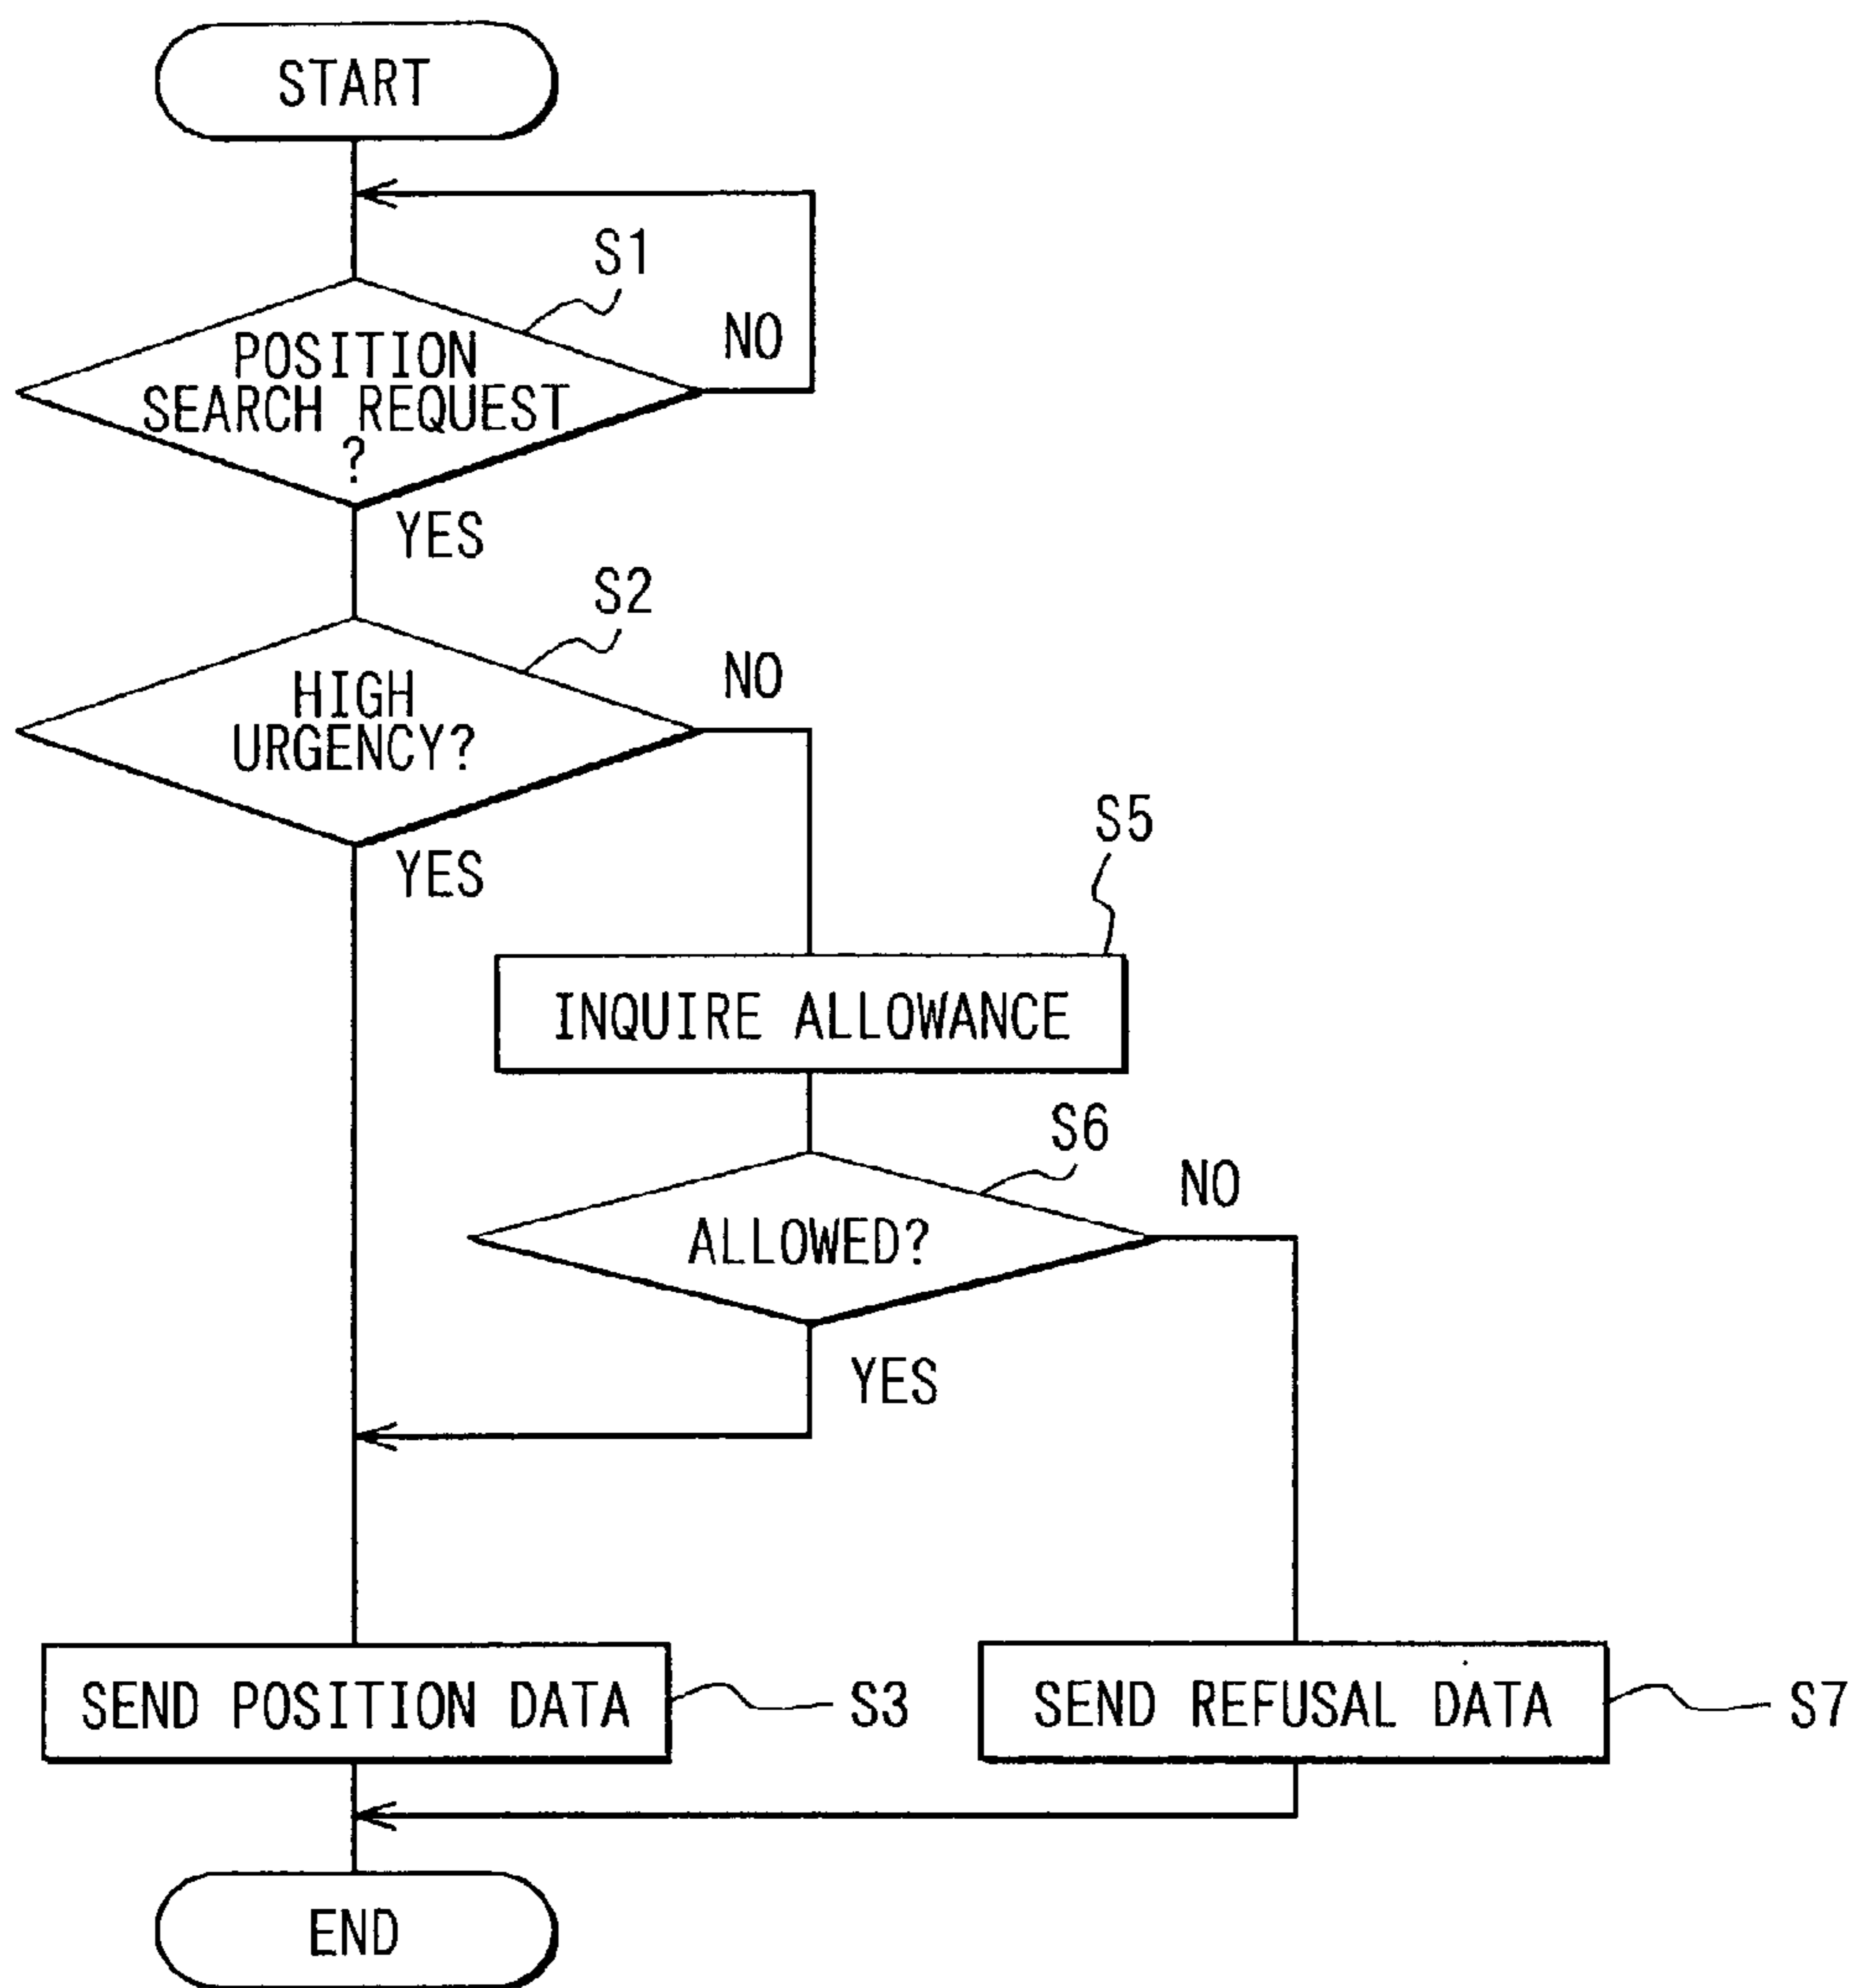 START
S1
NO
POSITION
SEARCH REQUEST
?
YES
S2
NO
HIGH
URGENCY?
YES
S5
INQUIRE ALLOWANCE
S6
NO
ALLOWED?
YES
SEND POSITION DATA
S3
SEND REFUSAL DATA
S7
END